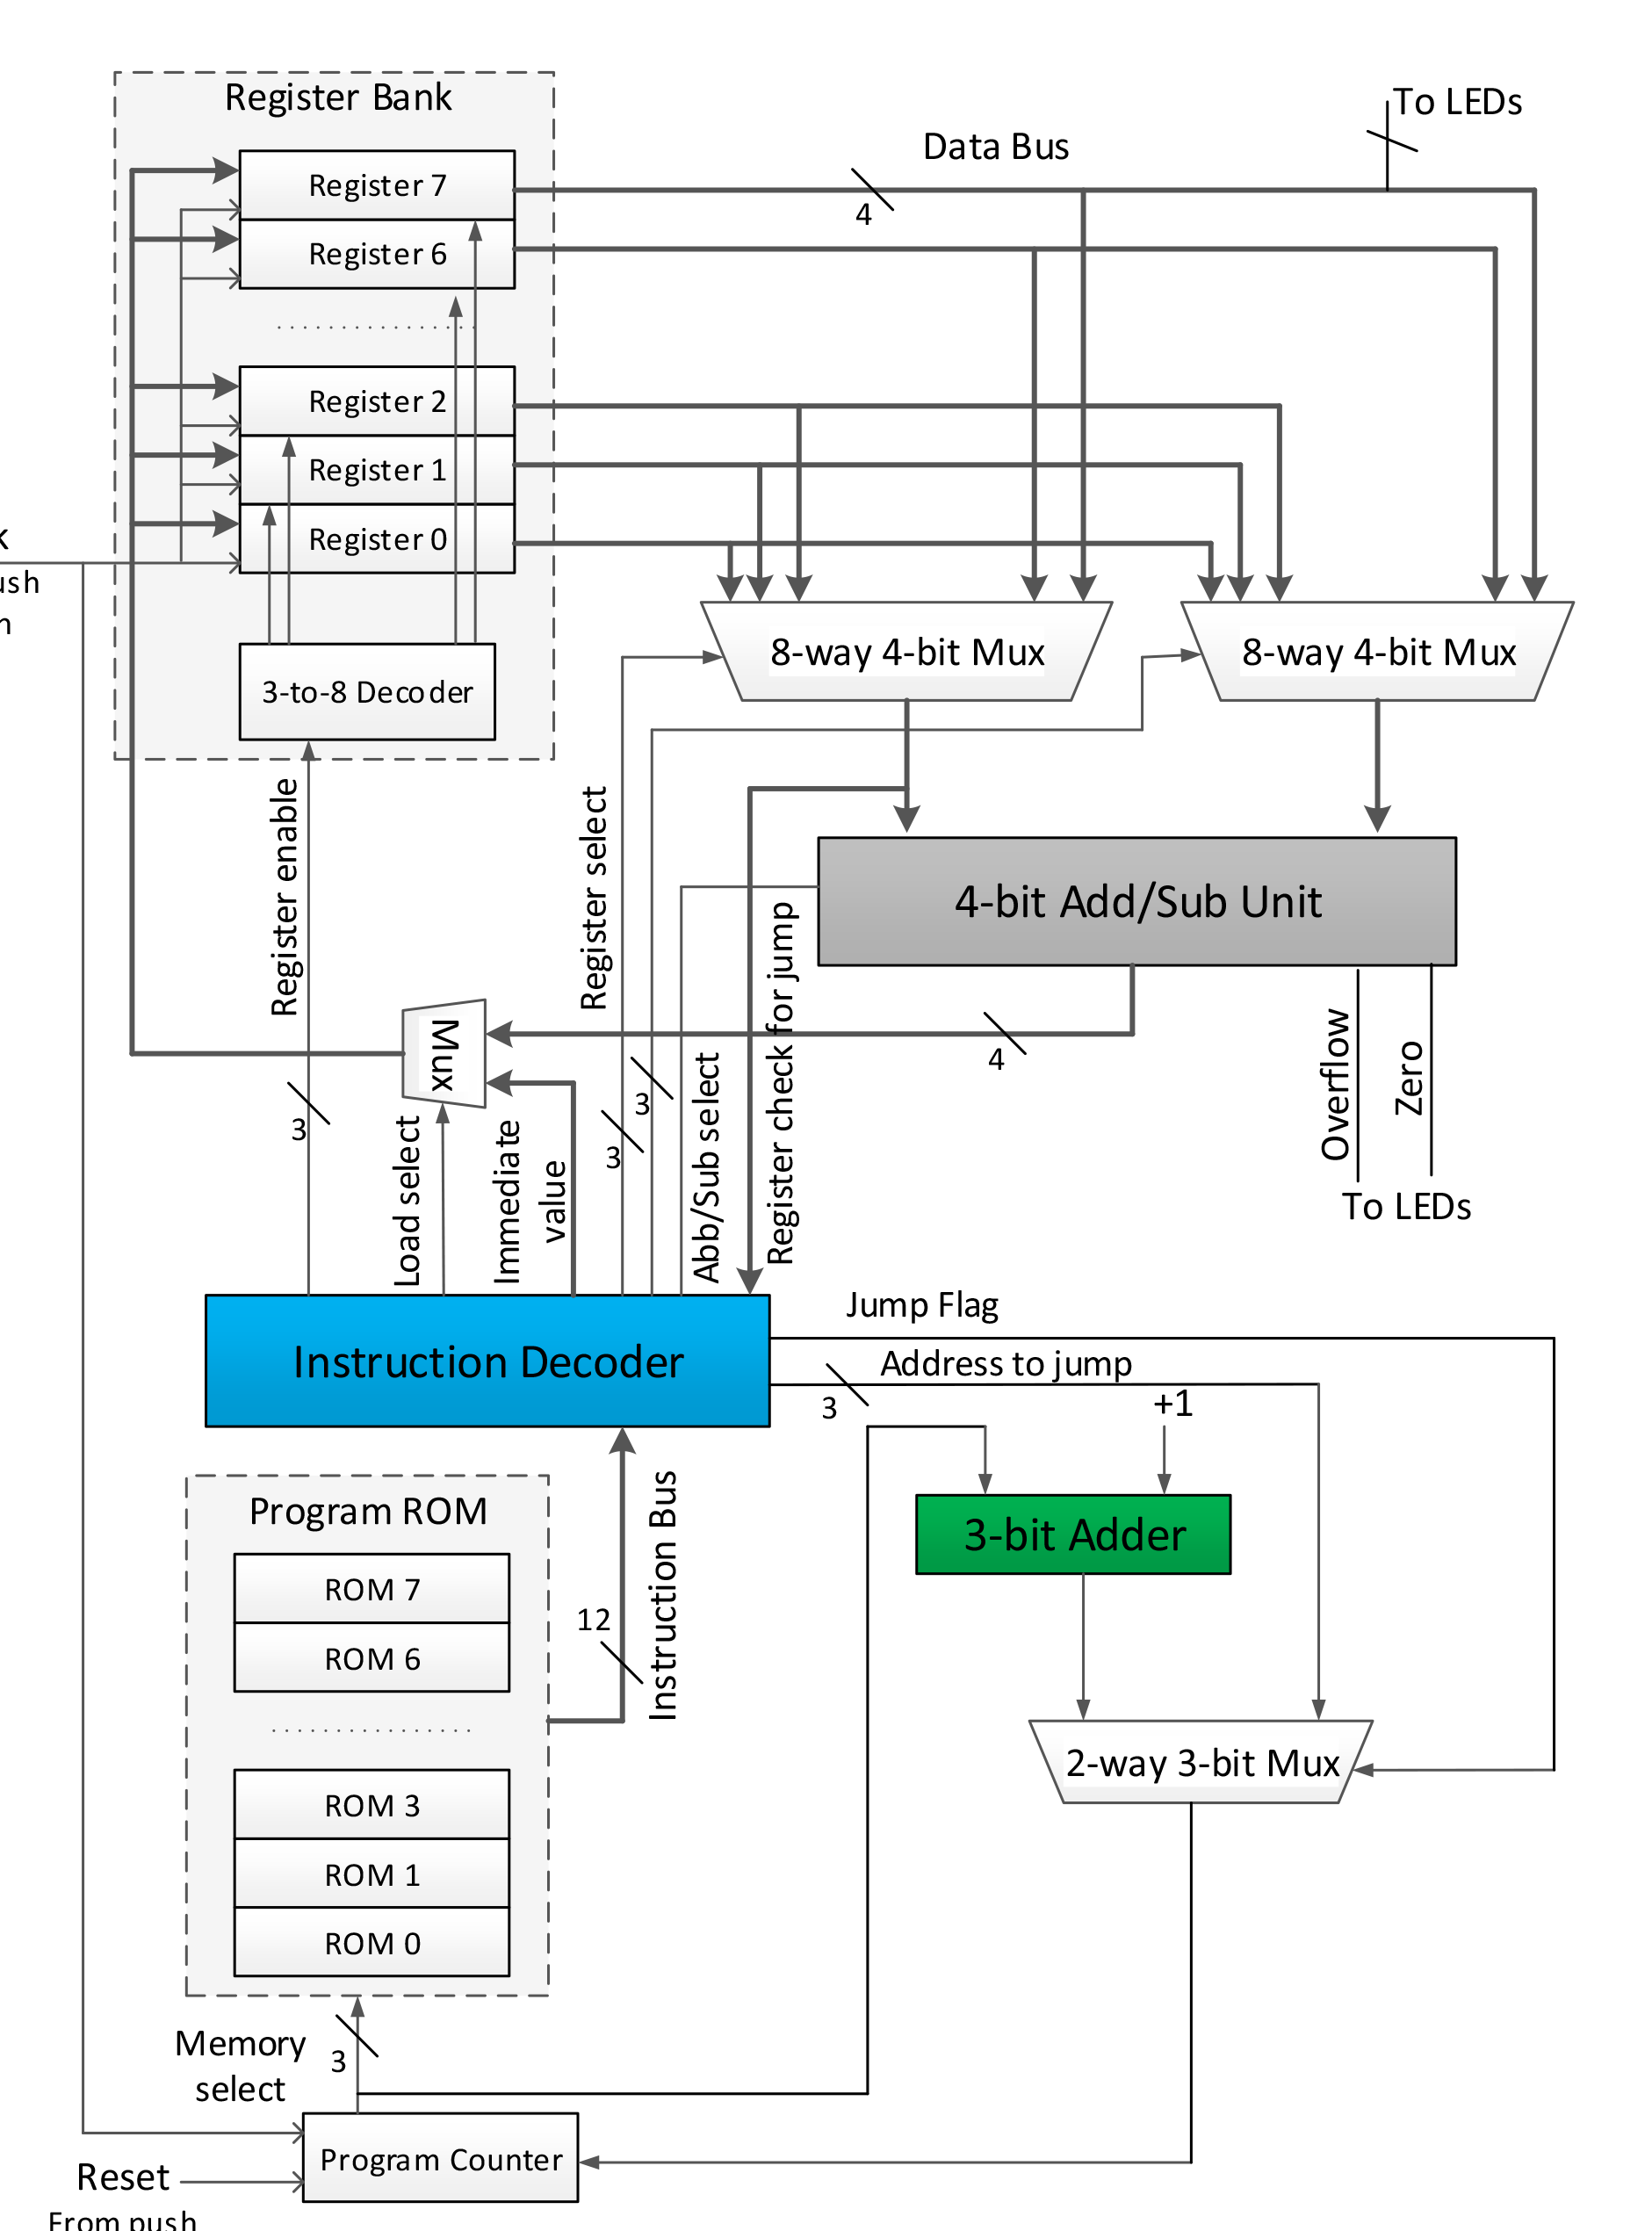 Register Bank
To LEDs
Data Bus
Register 7
4
Register 6
Register 2
Register 1
Register 0
k
ush
n
8-way 4-bit Mux
8-way 4-bit Mux
3-to-8 Decoder
Register enable
Register select
4-bit Add/Sub Unit
Register check for jump
Mux
4
3
3
3
Overflow
Zero
Load select
Immediate
value
Abb/Sub select
To LEDs
Jump Flag
Instruction Decoder
Address to jump
3
+1
Program ROM
Instruction Bus
3-bit Adder
ROM 7
12
ROM 6
2-way 3-bit Mux
ROM 3
ROM 1
ROM 0
Memory
select
3
Program Counter
Reset
From push